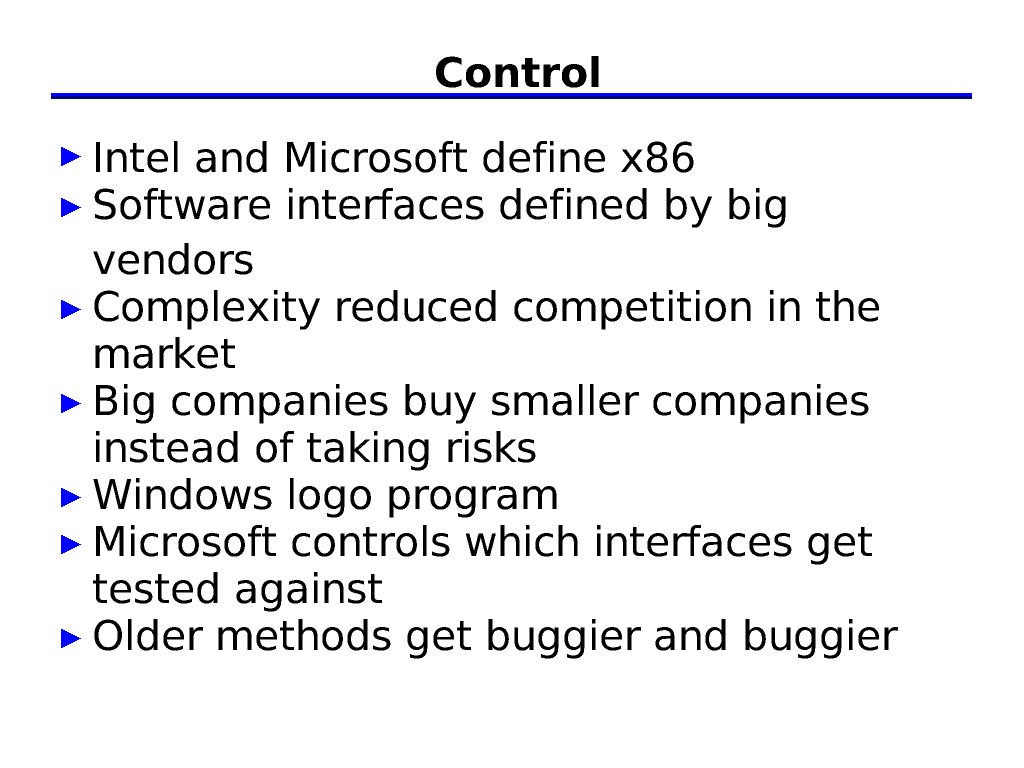 Control
Intel and Microsoft define x86
Software interfaces defined by big
vendors
Complexity reduced competition in the
market
Big companies buy smaller companies
instead of taking risks
Windows logo program
Microsoft controls which interfaces get
tested against
Older methods get buggier and buggier